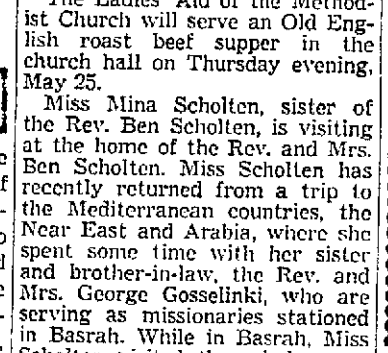 The Ladies' Aid of the Method-
ist Church will serve an Old Eng-
lish roast beef supper in the
church hall on Thursday evening,
May 25.
Miss Mina Scholten, sister of
the Rev. Ben Scholten, is visiting
at the home of the Rev. and Mrs.
Ben Scholten. Miss Scholten has
recently returned from a trip to
the Mediterranean countries, the
Near East and Arabia, where she
spent some time with her sister
and brother-in-law, the Rev. and
Mrs. George Gosselinki, who are
serving as missionaries stationed
in Basrah. While in Basrah, Miss